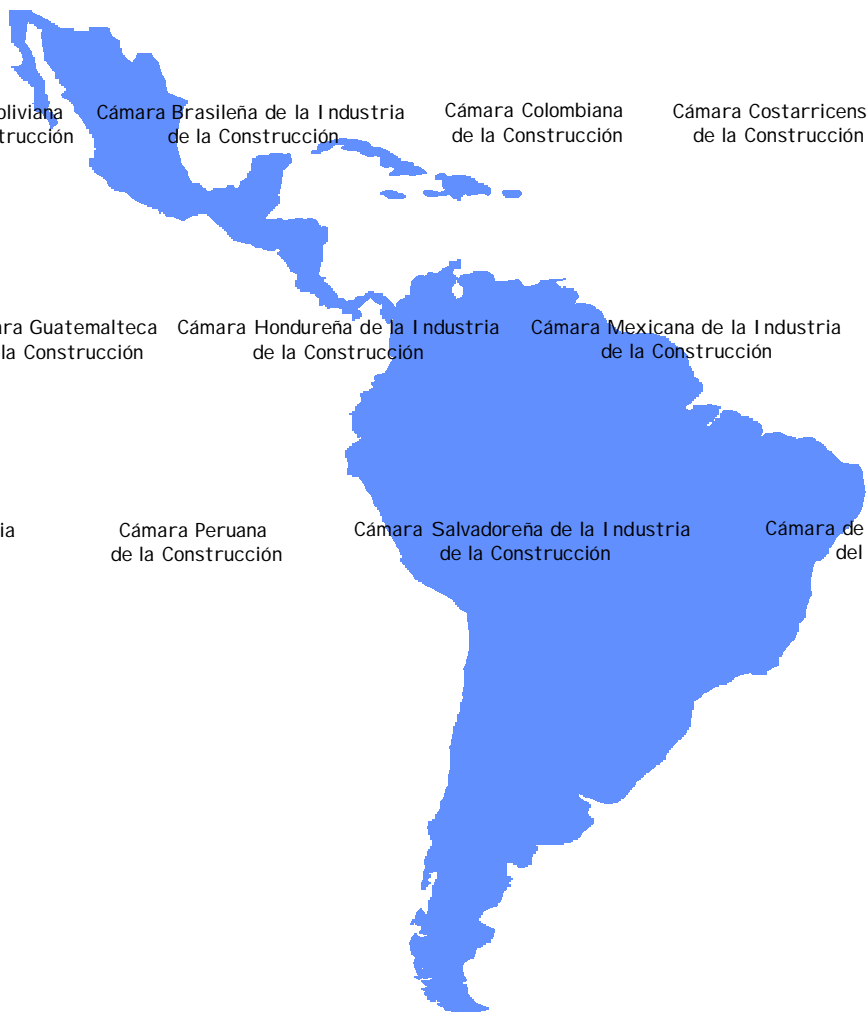 oliviana Cámara Brasileña de la Industria Cámara Colombiana Cámara Costarricens
trucción de la Construcción de la Construcción de la Construcción
ra Guatemalteca Cámara Hondureña de la Industria Cámara Mexicana de la Industria
la Construcción de la Construcción de la Construcción
ia Cámara Peruana Cámara Salvadoreña de la Industria Cámara de
de la Construcción de la Construcción del